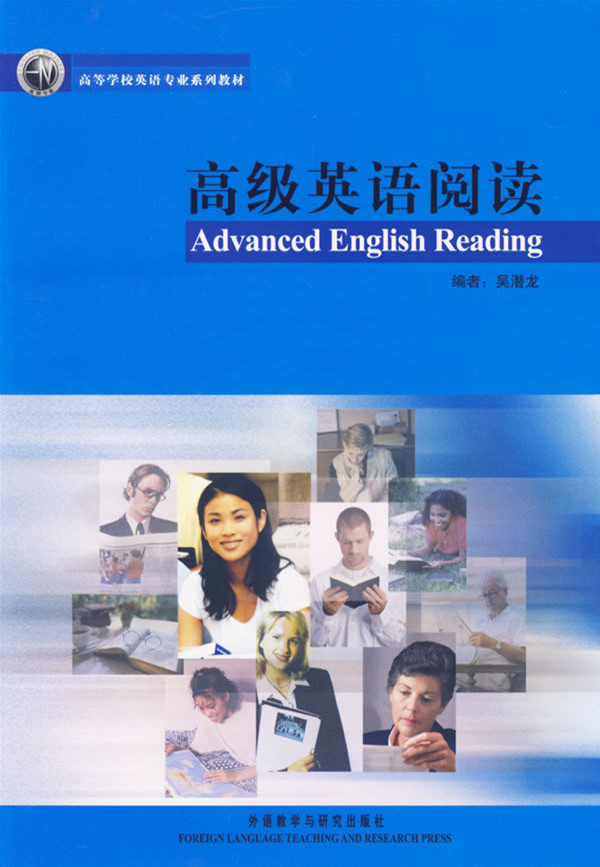 高等学校英语专业系列教材
高级英语阅读
Advanced English Reading
编者：吴潜龙
外语教学与研究出版社
FOREIGN LANGUAGE TEACHING AND RESEARCH PRESS